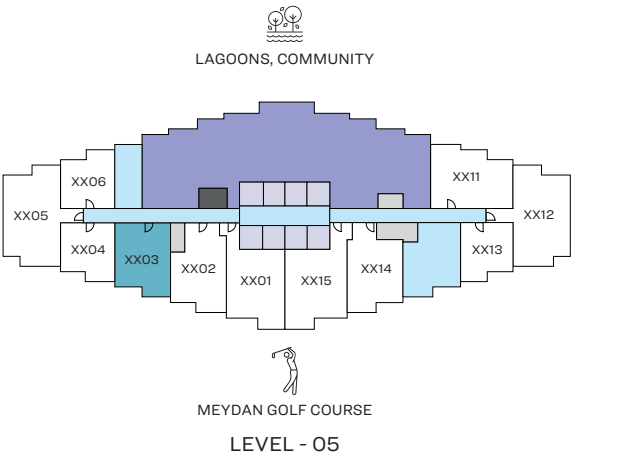 LAGOONS, COMMUNITY
XX06
XX11
XX05
XX12
XX04
XX03
XX02
XX01
XX15
XX14
XX13
MEYDAN GOLF COURSE
LEVEL - 05